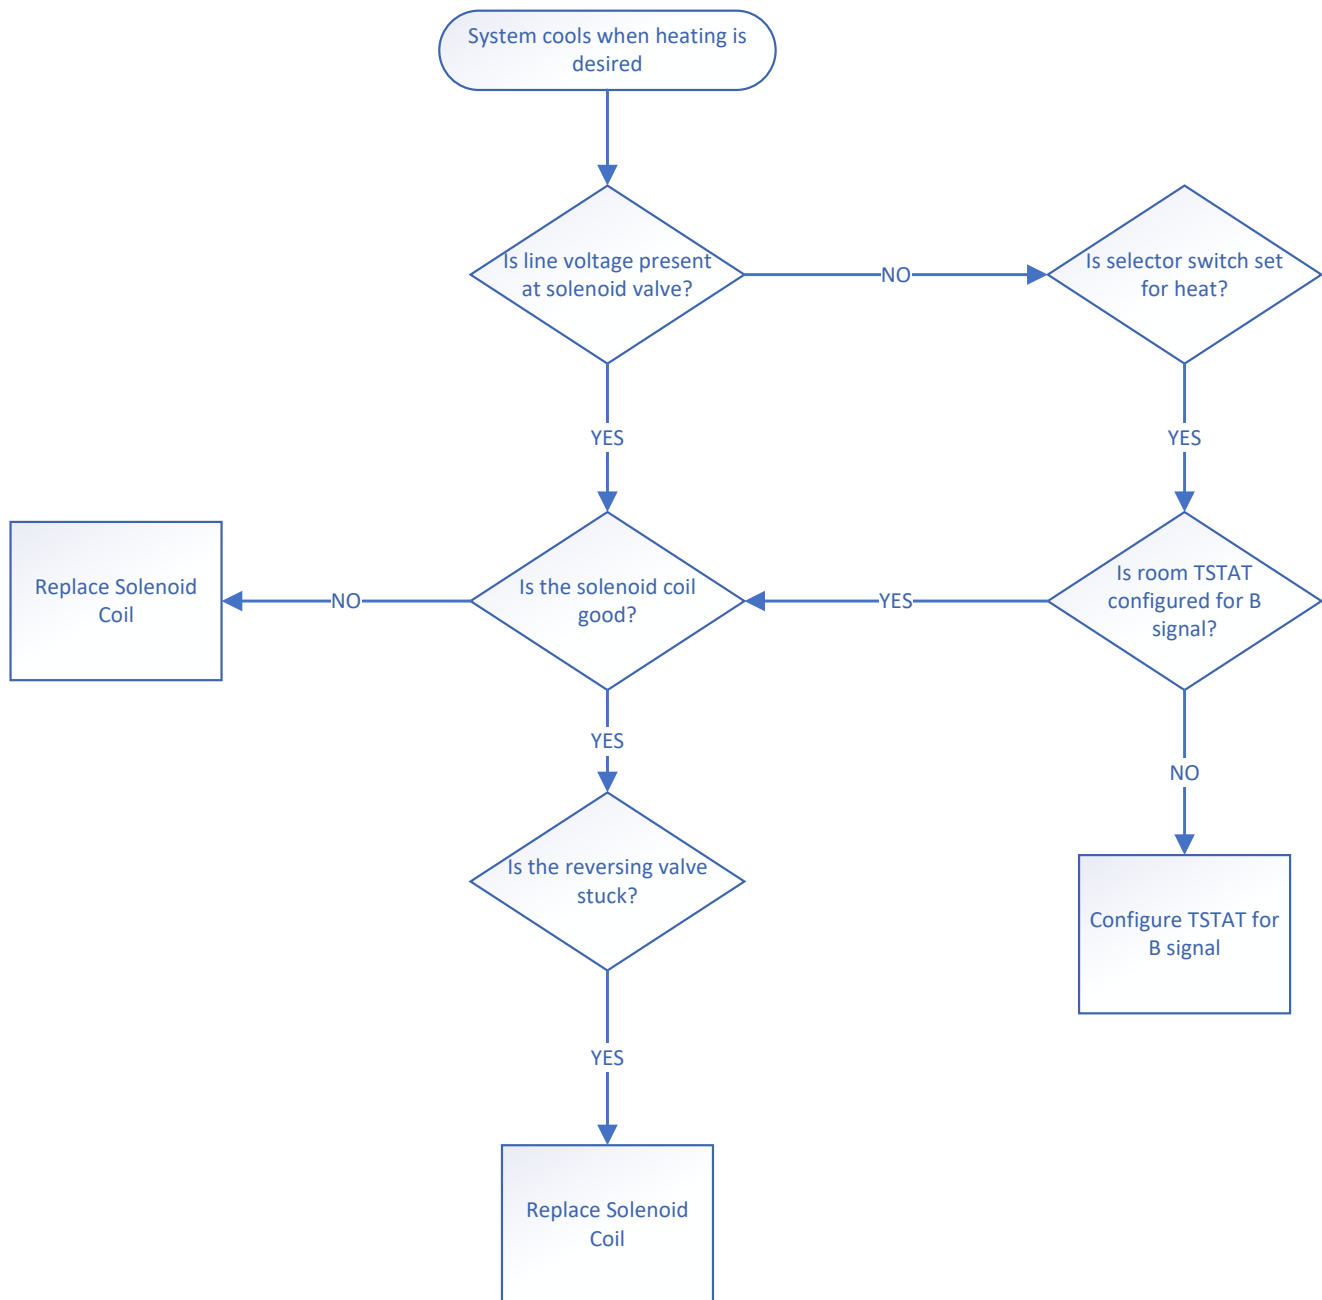 System cools when heating is
desired
Is line voltage present
at solenoid valve?
NO
Is selector switch set
for heat?
YES
YES
Replace Solenoid
Coil
NO
Is the solenoid coil
good?
YES
Is room TSTAT
configured for B
signal?
YES
NO
Is the reversing valve
stuck?
Configure TSTAT for
B signal
YES
Replace Solenoid
Coil